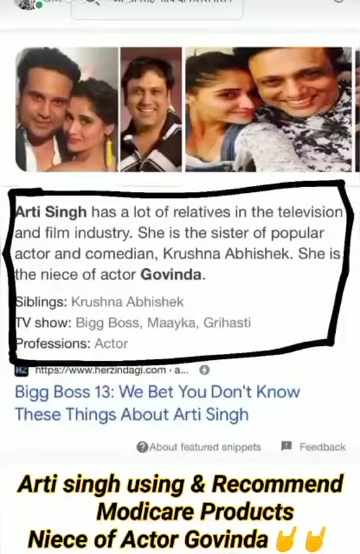 Arti Singh has a lot of relatives in the television
and film industry. She is the sister of popular
actor and comedian, Krushna Abhishek. She is
the niece of actor Govinda.
Siblings: Krushna Abhishek
TV show: Bigg Boss, Maayka, Grihasti
Professions: Actor
Hz https://www.herzindagi.com › a...
Bigg Boss 13: We Bet You Don't Know
These Things About Arti Singh
About featured snippets Feedback
Arti singh using & Recommend
Modicare Products
Niece of Actor Govinda🤘🤘